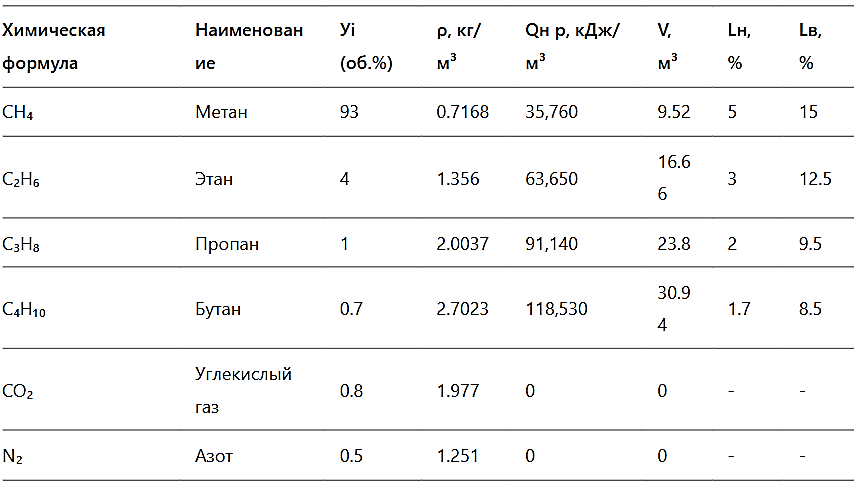 Химическая формула | Наименование | Уi (об.%) | ρ, кг/м³ | Qн р, кДж/м³ | V, м³ | Lн, % | Lв, %
CH₄ | Метан | 93 | 0.7168 | 35,760 | 9.52 | 5 | 15
C₂H₆ | Этан | 4 | 1.356 | 63,650 | 16.66 | 3 | 12.5
C₃H₈ | Пропан | 1 | 2.0037 | 91,140 | 23.8 | 2 | 9.5
C₄H₁₀ | Бутан | 0.7 | 2.7023 | 118,530 | 30.94 | 1.7 | 8.5
CO₂ | Углекислый газ | 0.8 | 1.977 | 0 | 0 | - | -
N₂ | Азот | 0.5 | 1.251 | 0 | 0 | - | -